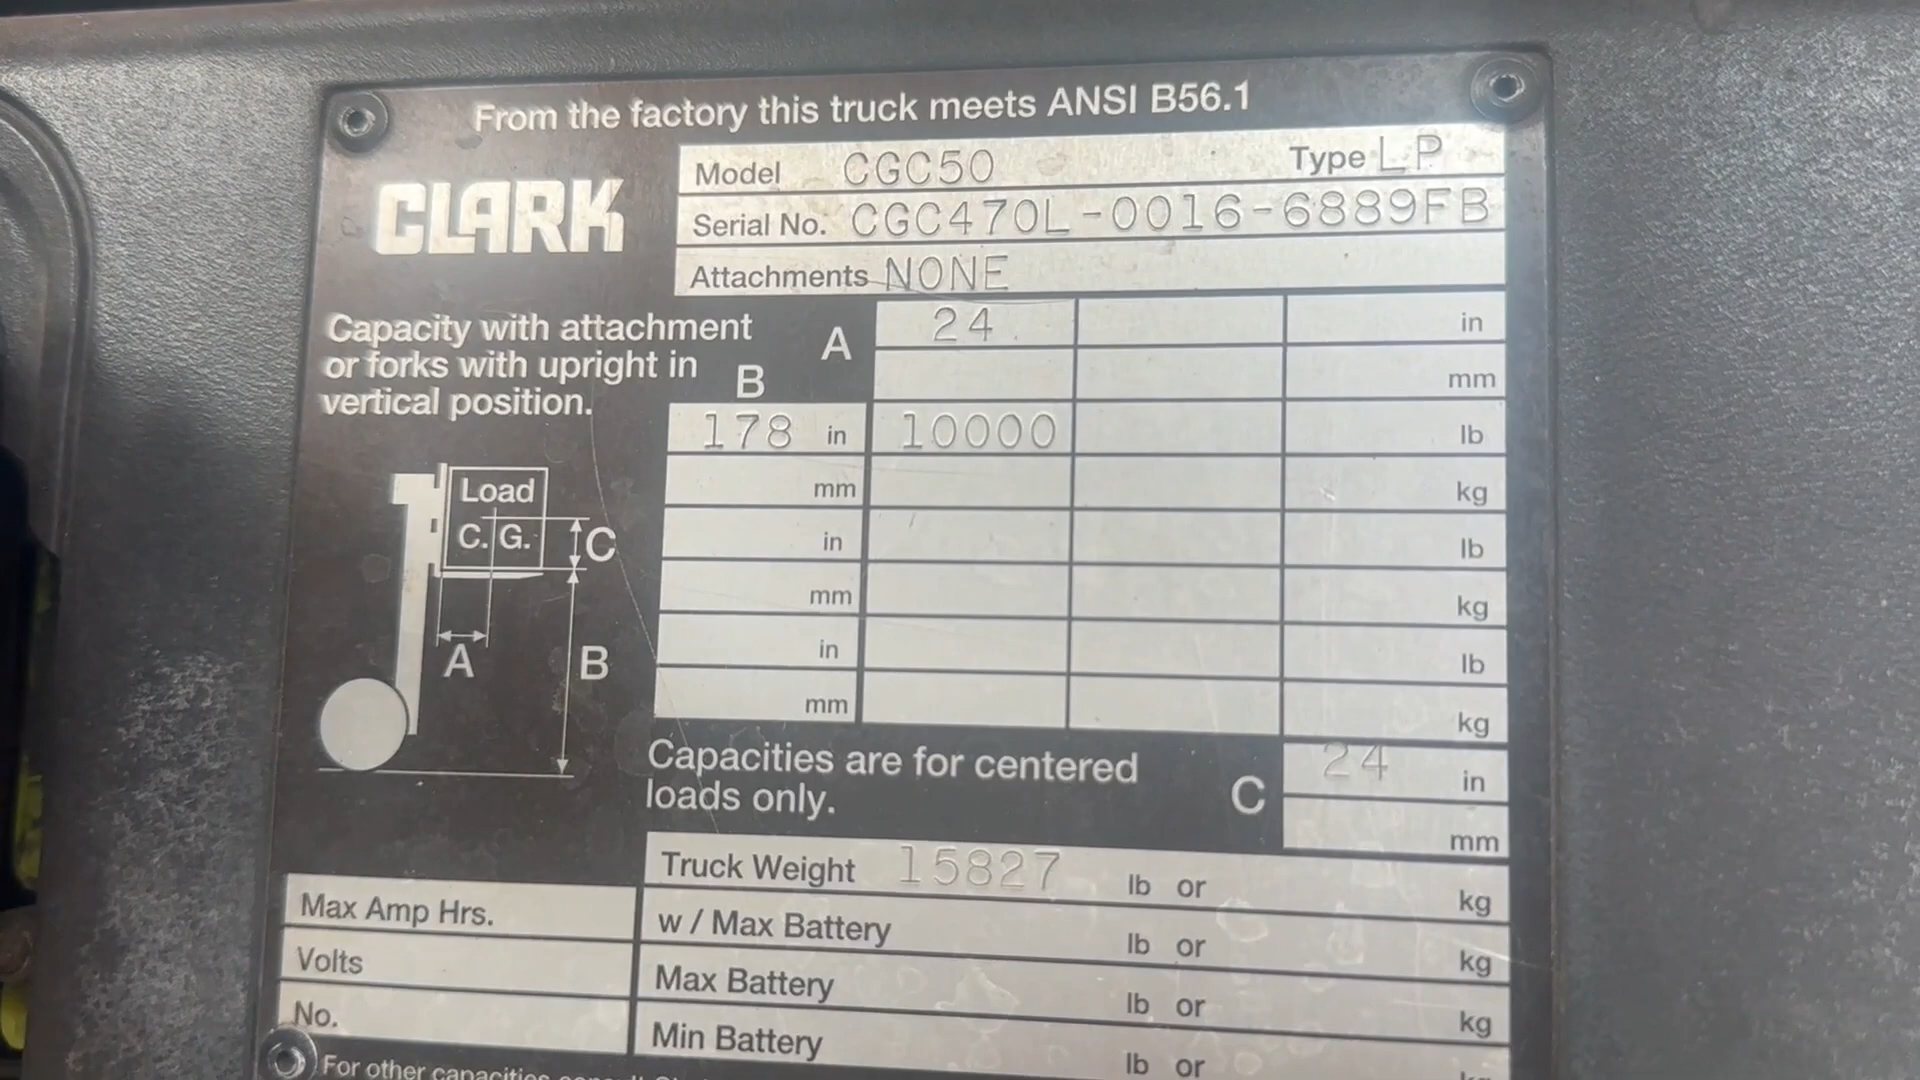 From the factory this truck meets ANSI B56.1
CLARK
Model CGC50 Type LP
Serial No. CGC470L-0016-6889FB
Attachments NONE
Capacity with attachment
or forks with upright in
vertical position.
A 24 in
mm
B
178 in 10000 lb
mm kg
in lb
mm kg
in lb
mm kg
Load
C. G.
C
A
B
Capacities are for centered
loads only.
C 24 in
mm
Truck Weight 15827 lb or kg
w / Max Battery lb or kg
Max Battery lb or kg
Min Battery lb or
Max Amp Hrs.
Volts
No.
For other capacities